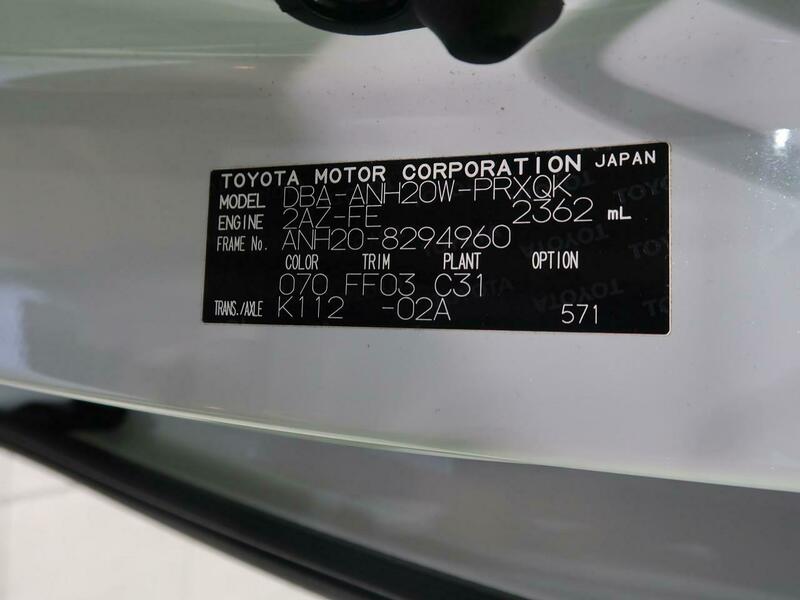 TOYOTA MOTOR CORPORATION JAPAN
MODEL DBA-ANH20W-PRXQK
ENGINE 2AZ-FE 2362 mL
FRAME No. ANH20-8294960
COLOR TRIM PLANT OPTION
070 FF03 C31
TRANS./AXLE K112 -02A 571